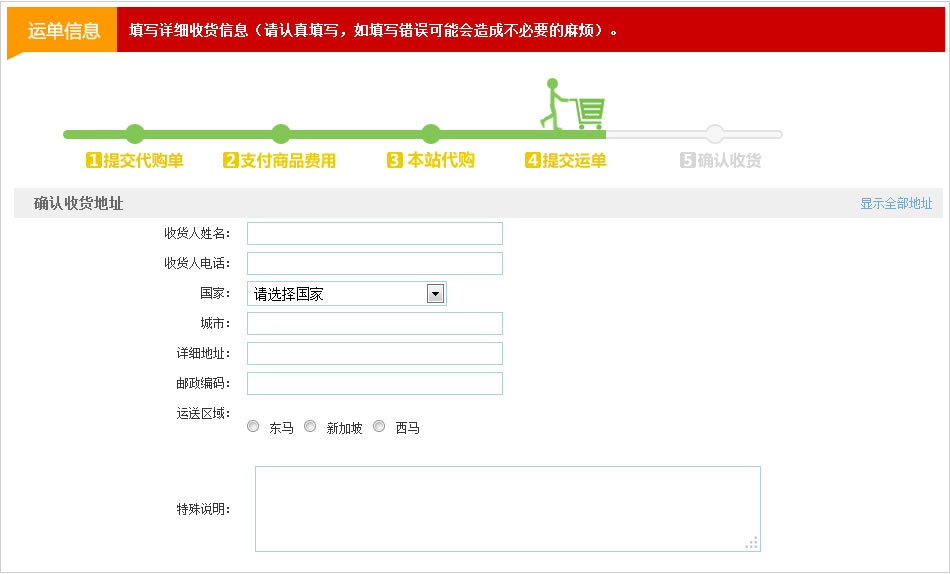 运单信息 填写详细收货信息（请认真填写，如填写错误可能会造成不必要的麻烦）。
1提交代购单 2支付商品费用 3本站代购 4提交运单 5确认收货
确认收货地址 显示全部地址
收货人姓名：
收货人电话：
国家： 请选择国家
城市：
详细地址：
邮政编码：
运送区域：
东马 新加坡 西马
特殊说明：